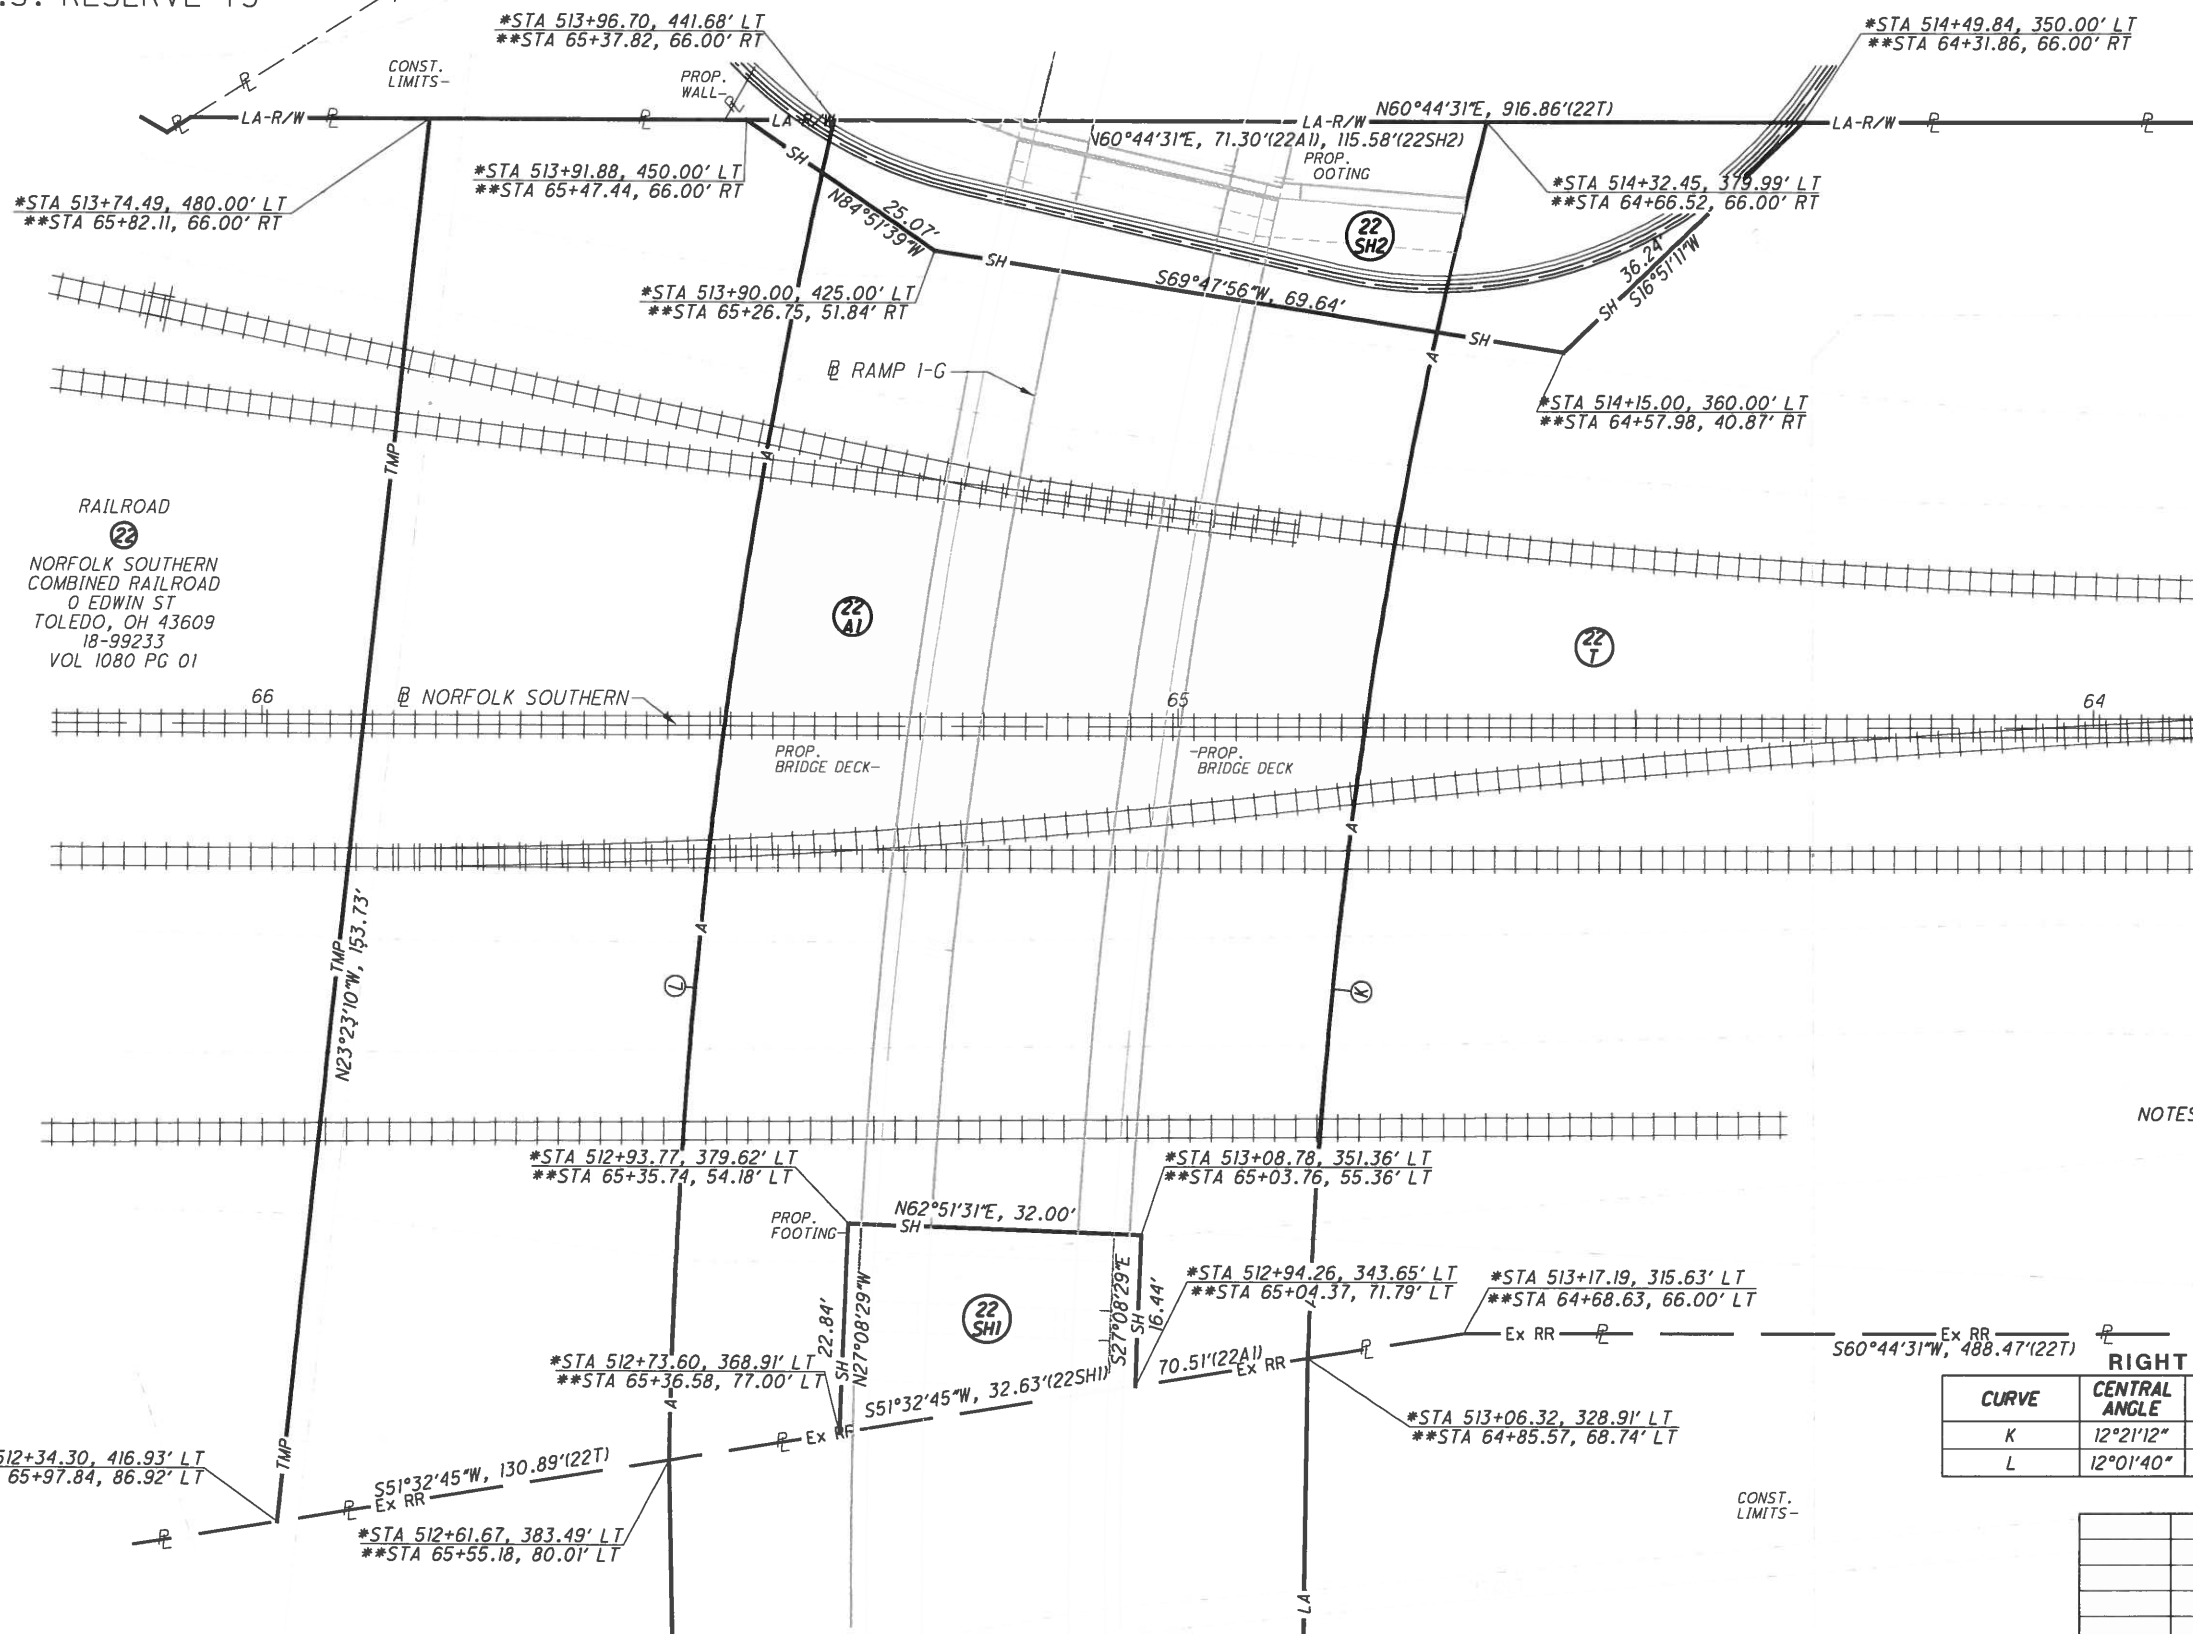 RESERVE 15
*STA 513+96.70, 441.68' LT
**STA 65+37.82, 66.00' RT
*STA 514+49.84, 350.00' LT
**STA 64+31.86, 66.00' RT
CONST.
LIMITS-
PROP.
WALL-
LA-R/W
LA-R/W
LA-R/W
N60°44'31"E, 916.86'(22T)
LA-R/W
N60°44'31"E, 71.30'(22A1), 115.58'(22SH2)
PROP.
OOTING
*STA 513+91.88, 450.00' LT
**STA 65+47.44, 66.00' RT
*STA 514+32.45, 379.99' LT
**STA 64+66.52, 66.00' RT
*STA 513+74.49, 480.00' LT
**STA 65+82.11, 66.00' RT
SH
25.07'
N84°51'39"W
22
SH2
SH
S69°47'56"W, 69.64'
36.24'
S16°51'11"W
SH
*STA 513+90.00, 425.00' LT
**STA 65+26.75, 51.84' RT
SH
A
RAMP 1-G
*STA 514+15.00, 360.00' LT
**STA 64+57.98, 40.87' RT
TMP
A
RAILROAD
22
NORFOLK SOUTHERN
COMBINED RAILROAD
0 EDWIN ST
TOLEDO, OH 43609
18-99233
VOL 1080 PG 01
22
A1
22
T
66
NORFOLK SOUTHERN
65
64
PROP.
BRIDGE DECK-
-PROP.
BRIDGE DECK
A
A
TMP
N23°23'10"W, 153.73'
L
K
NOTES
*STA 512+93.77, 379.62' LT
**STA 65+35.74, 54.18' LT
*STA 513+08.78, 351.36' LT
**STA 65+03.76, 55.36' LT
PROP.
FOOTING-
N62°51'31"E, 32.00'
SH
22.84'
SH
N27°08'29"W
22
SH1
S27°08'29"E
SH
16.44'
*STA 512+94.26, 343.65' LT
**STA 65+04.37, 71.79' LT
*STA 513+17.19, 315.63' LT
**STA 64+68.63, 66.00' LT
Ex RR
Ex RR
S60°44'31"W, 488.47'(22T)
*STA 512+73.60, 368.91' LT
**STA 65+36.58, 77.00' LT
70.51'(22A1)
Ex RR
S51°32'45"W, 32.63'(22SH1)
RIGHT
CURVE CENTRAL ANGLE
K 12°21'12"
L 12°01'40"
A
*STA 513+06.32, 328.91' LT
**STA 64+85.57, 68.74' LT
Ex RR
TMP
512+34.30, 416.93' LT
65+97.84, 86.92' LT
S51°32'45"W, 130.89'(22T)
Ex RR
CONST.
LIMITS-
*STA 512+61.67, 383.49' LT
**STA 65+55.18, 80.01' LT
LA